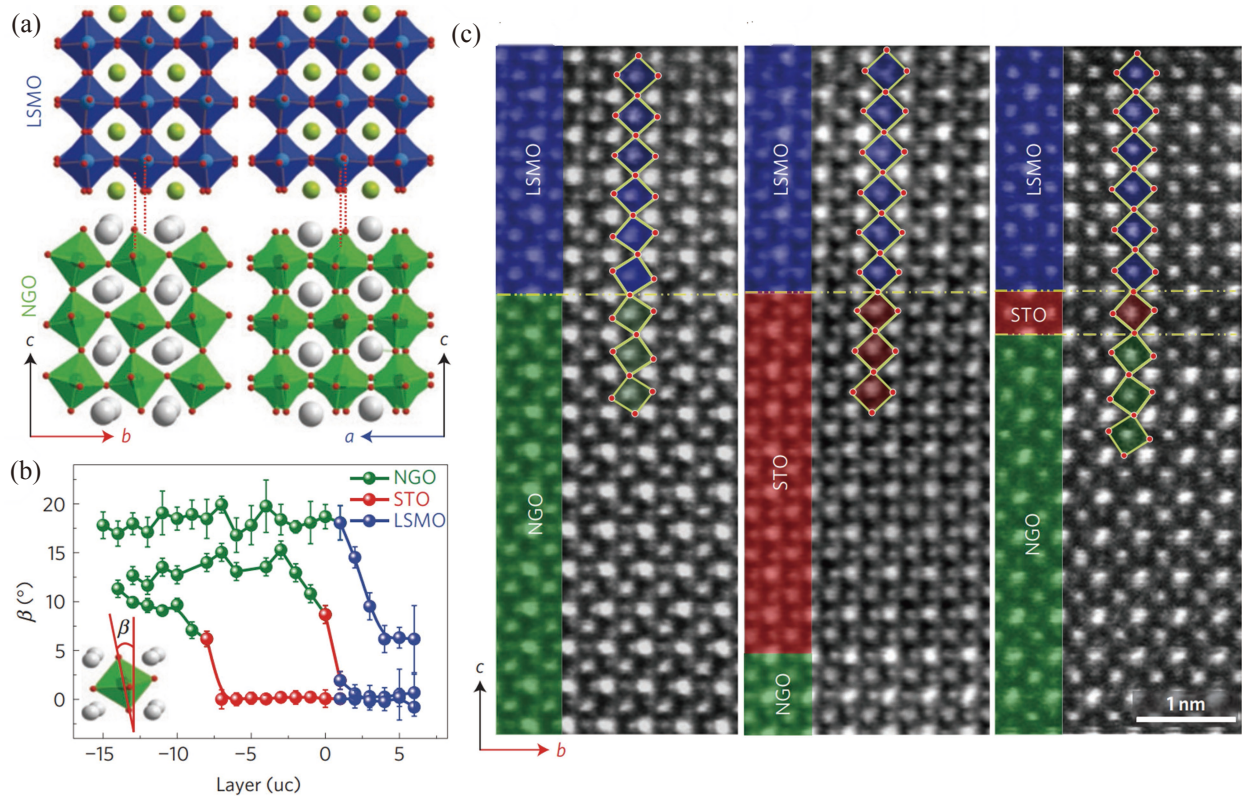 (a)
LSMO
NGO
c
b
c
a
(b)
NGO
STO
LSMO
20
15
10
5
0
β (°)
β
−15
−10
−5
0
5
Layer (uc)
(c)
LSMO
NGO
LSMO
STO
NGO
LSMO
STO
NGO
c
b
1 nm